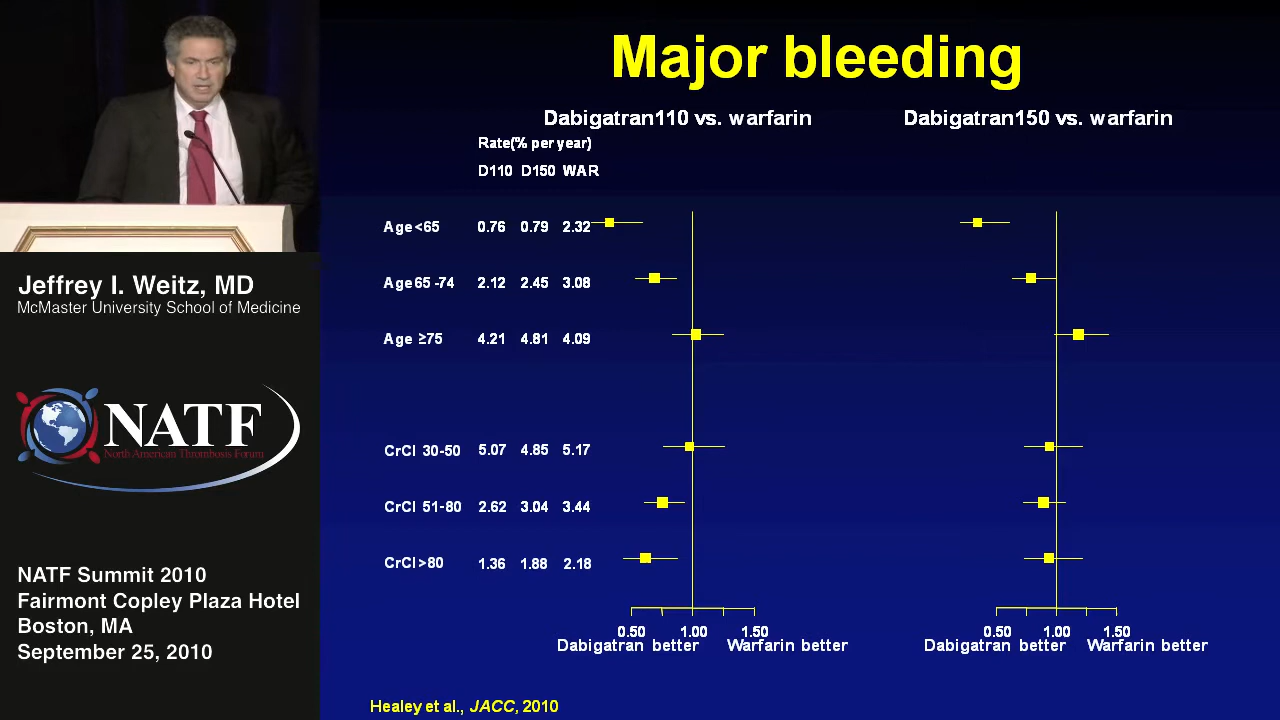 Major bleeding
Dabigatran110 vs. warfarin
Dabigatran150 vs. warfarin
Rate(% per year)
D110 D150 WAR
Age<65 0.76 0.79 2.32
Age65-74 2.12 2.45 3.08
Age ≥75 4.21 4.81 4.09
CrCl 30-50 5.07 4.85 5.17
CrCl 51-80 2.62 3.04 3.44
CrCl>80 1.36 1.88 2.18
0.50 1.00 1.50
Dabigatran better Warfarin better
0.50 1.00 1.50
Dabigatran better Warfarin better
Healey et al., JACC, 2010
Jeffrey I. Weitz, MD
McMaster University School of Medicine
NATF
North American Thrombosis Forum
NATF Summit 2010
Fairmont Copley Plaza Hotel
Boston, MA
September 25, 2010